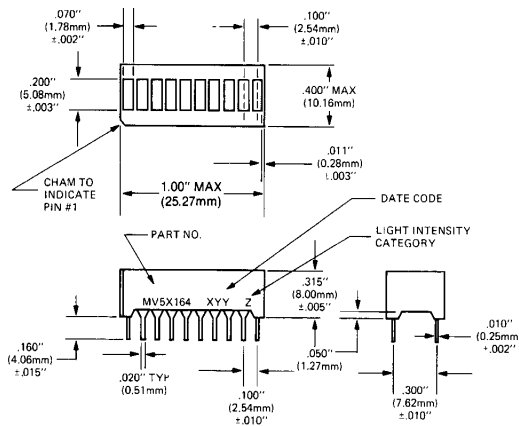 .070''
(1.78mm)
±.002''
.100''
(2.54mm)
±.010''
.200''
(5.08mm)
±.003''
.400'' MAX
(10.16mm)
.011''
(0.28mm)
±.003''
CHAM TO
INDICATE
PIN #1
1.00'' MAX
(25.27mm)
DATE CODE
PART NO.
LIGHT INTENSITY
CATEGORY
MV5X164 XYY Z
.315''
(8.00mm)
±.005''
.160''
(4.06mm)
±.015''
.020'' TYP
(0.51mm)
.100''
(2.54mm)
±.010''
.050''
(1.27mm)
.300''
(7.62mm)
±.010''
.010''
(0.25mm
±.002''